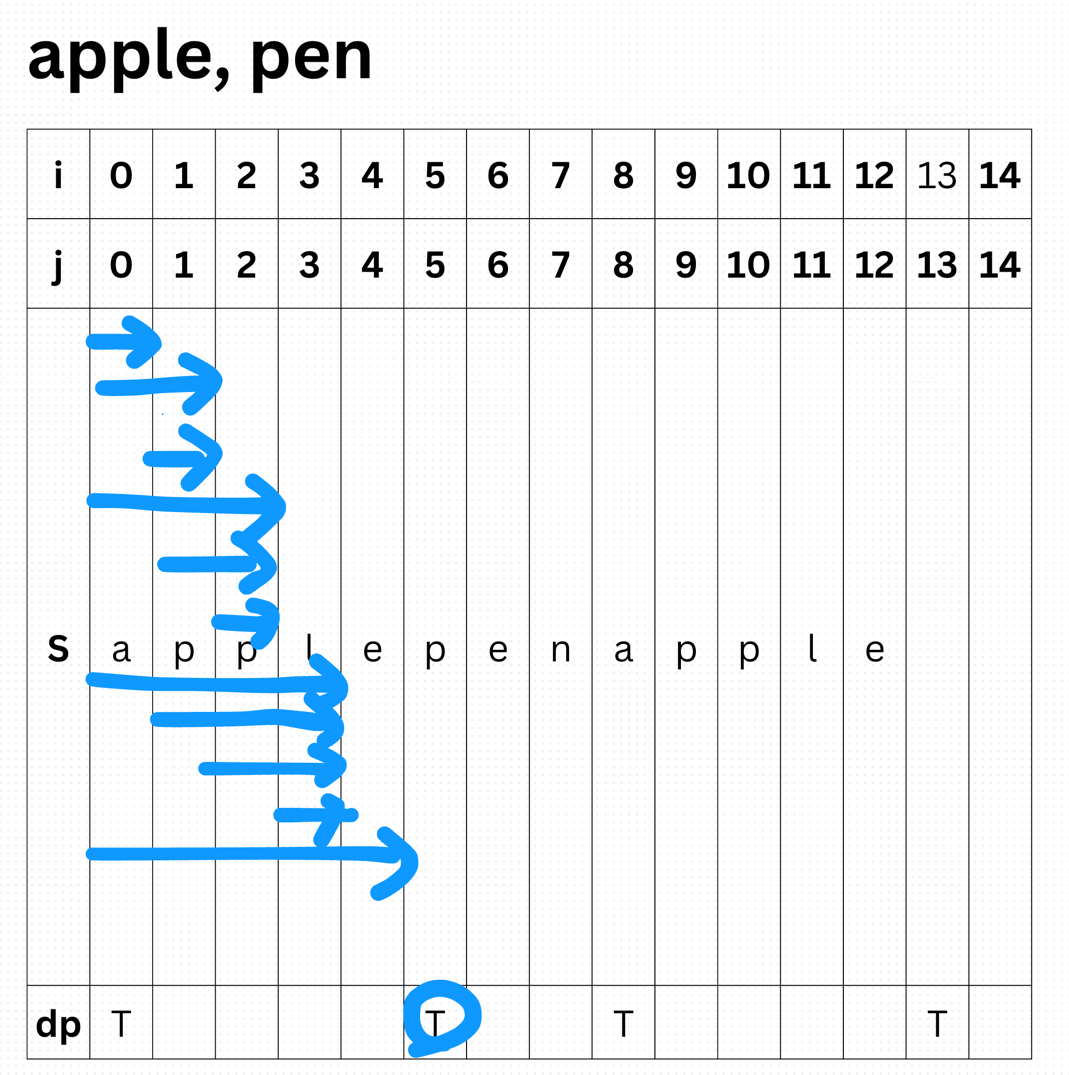 apple, pen
i 0 1 2 3 4 5 6 7 8 9 10 11 12 13 14
j 0 1 2 3 4 5 6 7 8 9 10 11 12 13 14
S a p p l e p e n a p p l e
dp T T T T